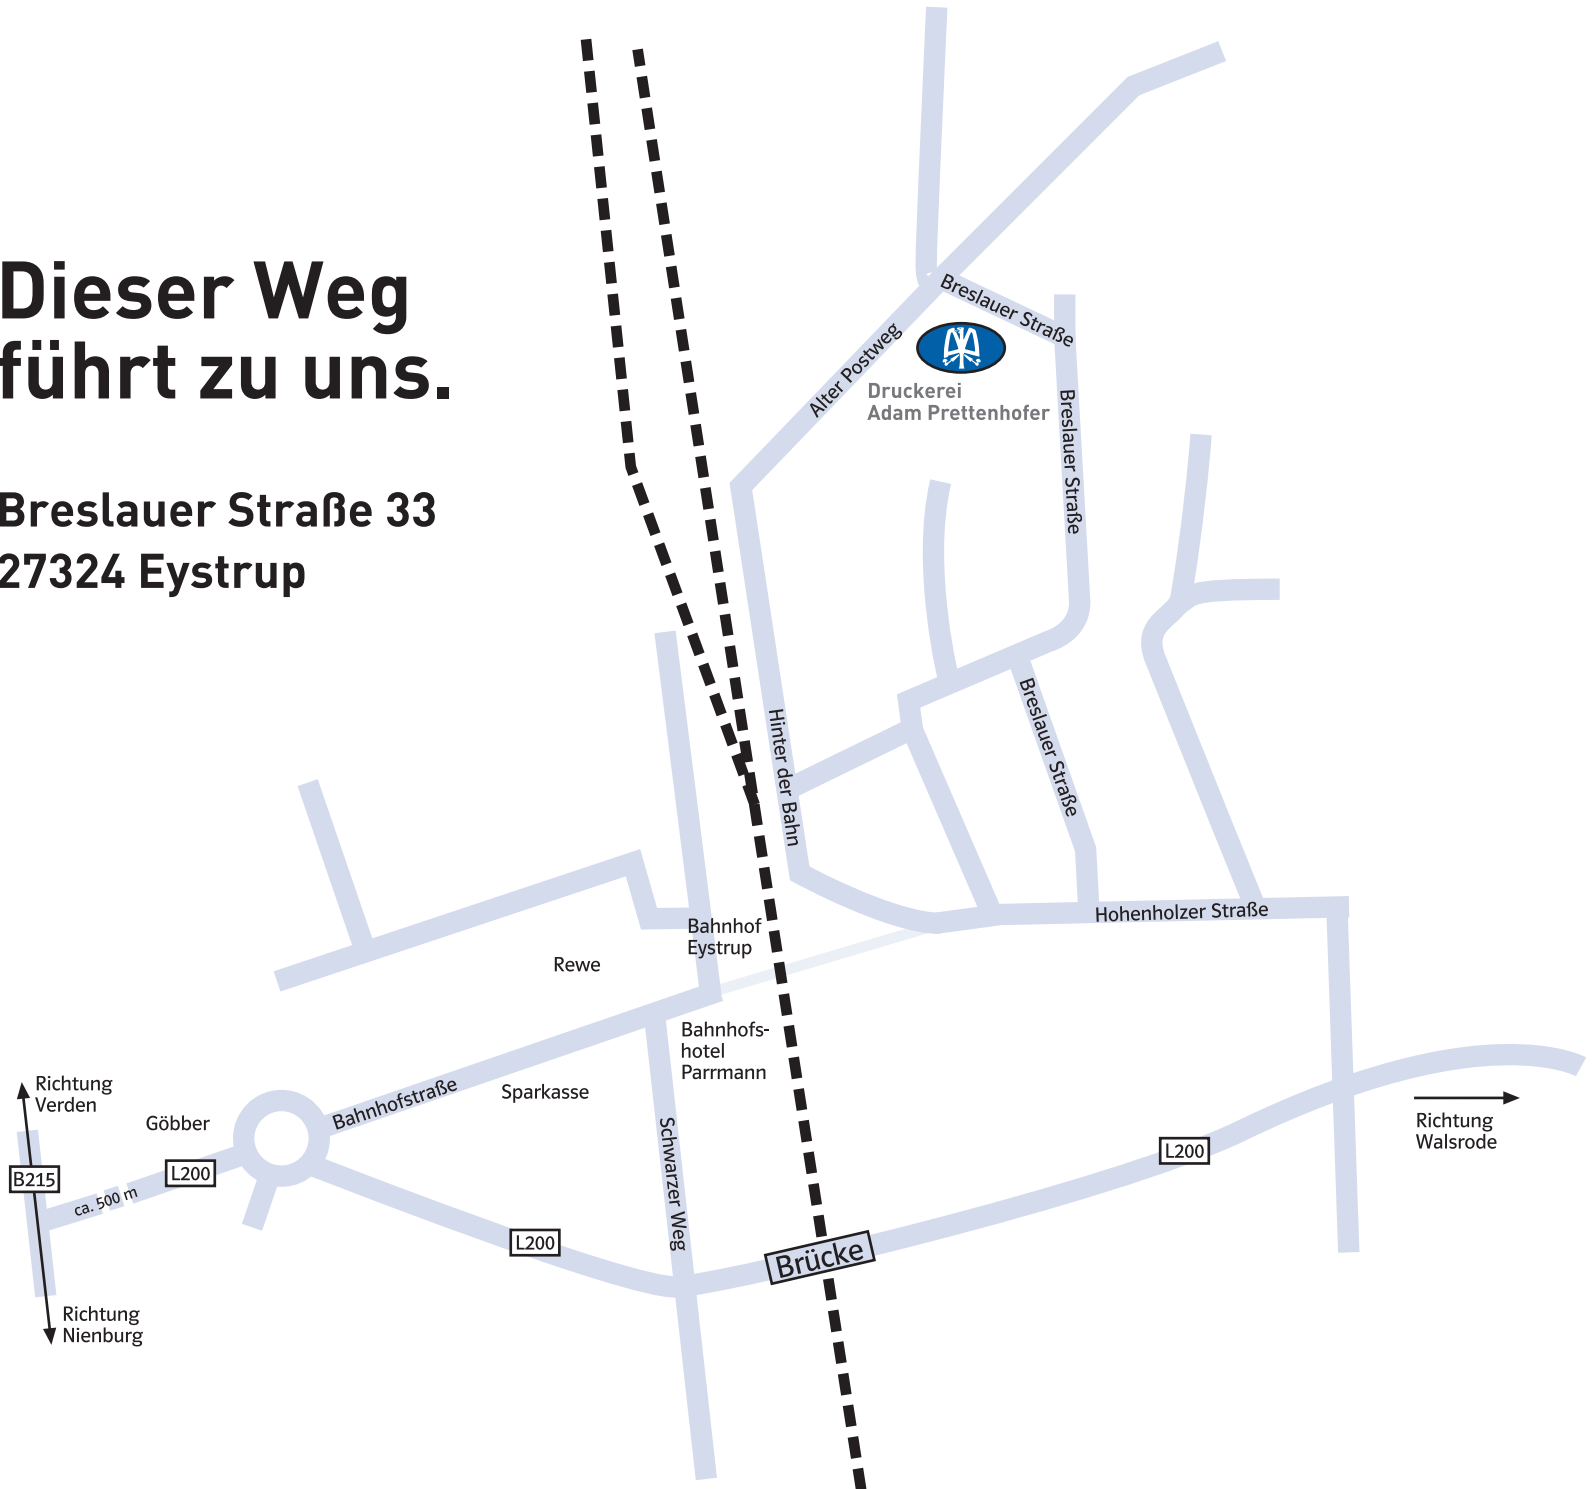 Dieser Weg
führt zu uns.
Breslauer Straße 33
27324 Eystrup
Breslauer Straße
Alter Postweg
Druckerei
Adam Prettenhofer
Breslauer Straße
Breslauer Straße
Hinter der Bahn
Hohenholzer Straße
Bahnhof
Eystrup
Rewe
Bahnhofs-
hotel
Parrmann
Sparkasse
Bahnhofstraße
Richtung
Verden
Göbber
L200
B215
ca. 500 m
Schwarzer Weg
L200
Brücke
L200
Richtung
Walsrode
Richtung
Nienburg